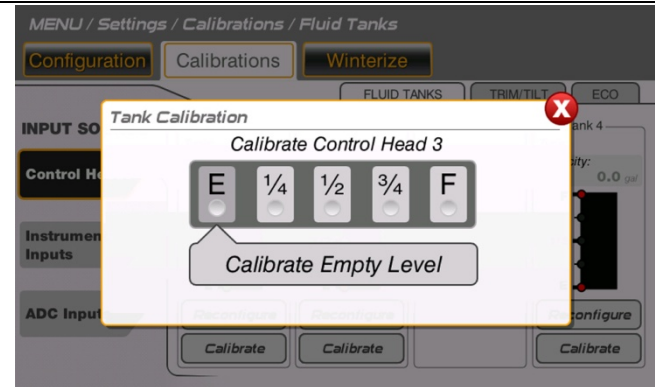 MENU / Settings / Calibrations / Fluid Tanks
Configuration Calibrations Winterize
FLUID TANKS TRIM/TILT ECO
Tank Calibration X
INPUT SO ank 4
Calibrate Control Head 3
Control He E 1/4 1/2 3/4 F ity:
0.0 gal
Instrumen
Inputs
Calibrate Empty Level
ADC Input Reconfigure Reconfigure Reconfigure
Calibrate Calibrate Calibrate